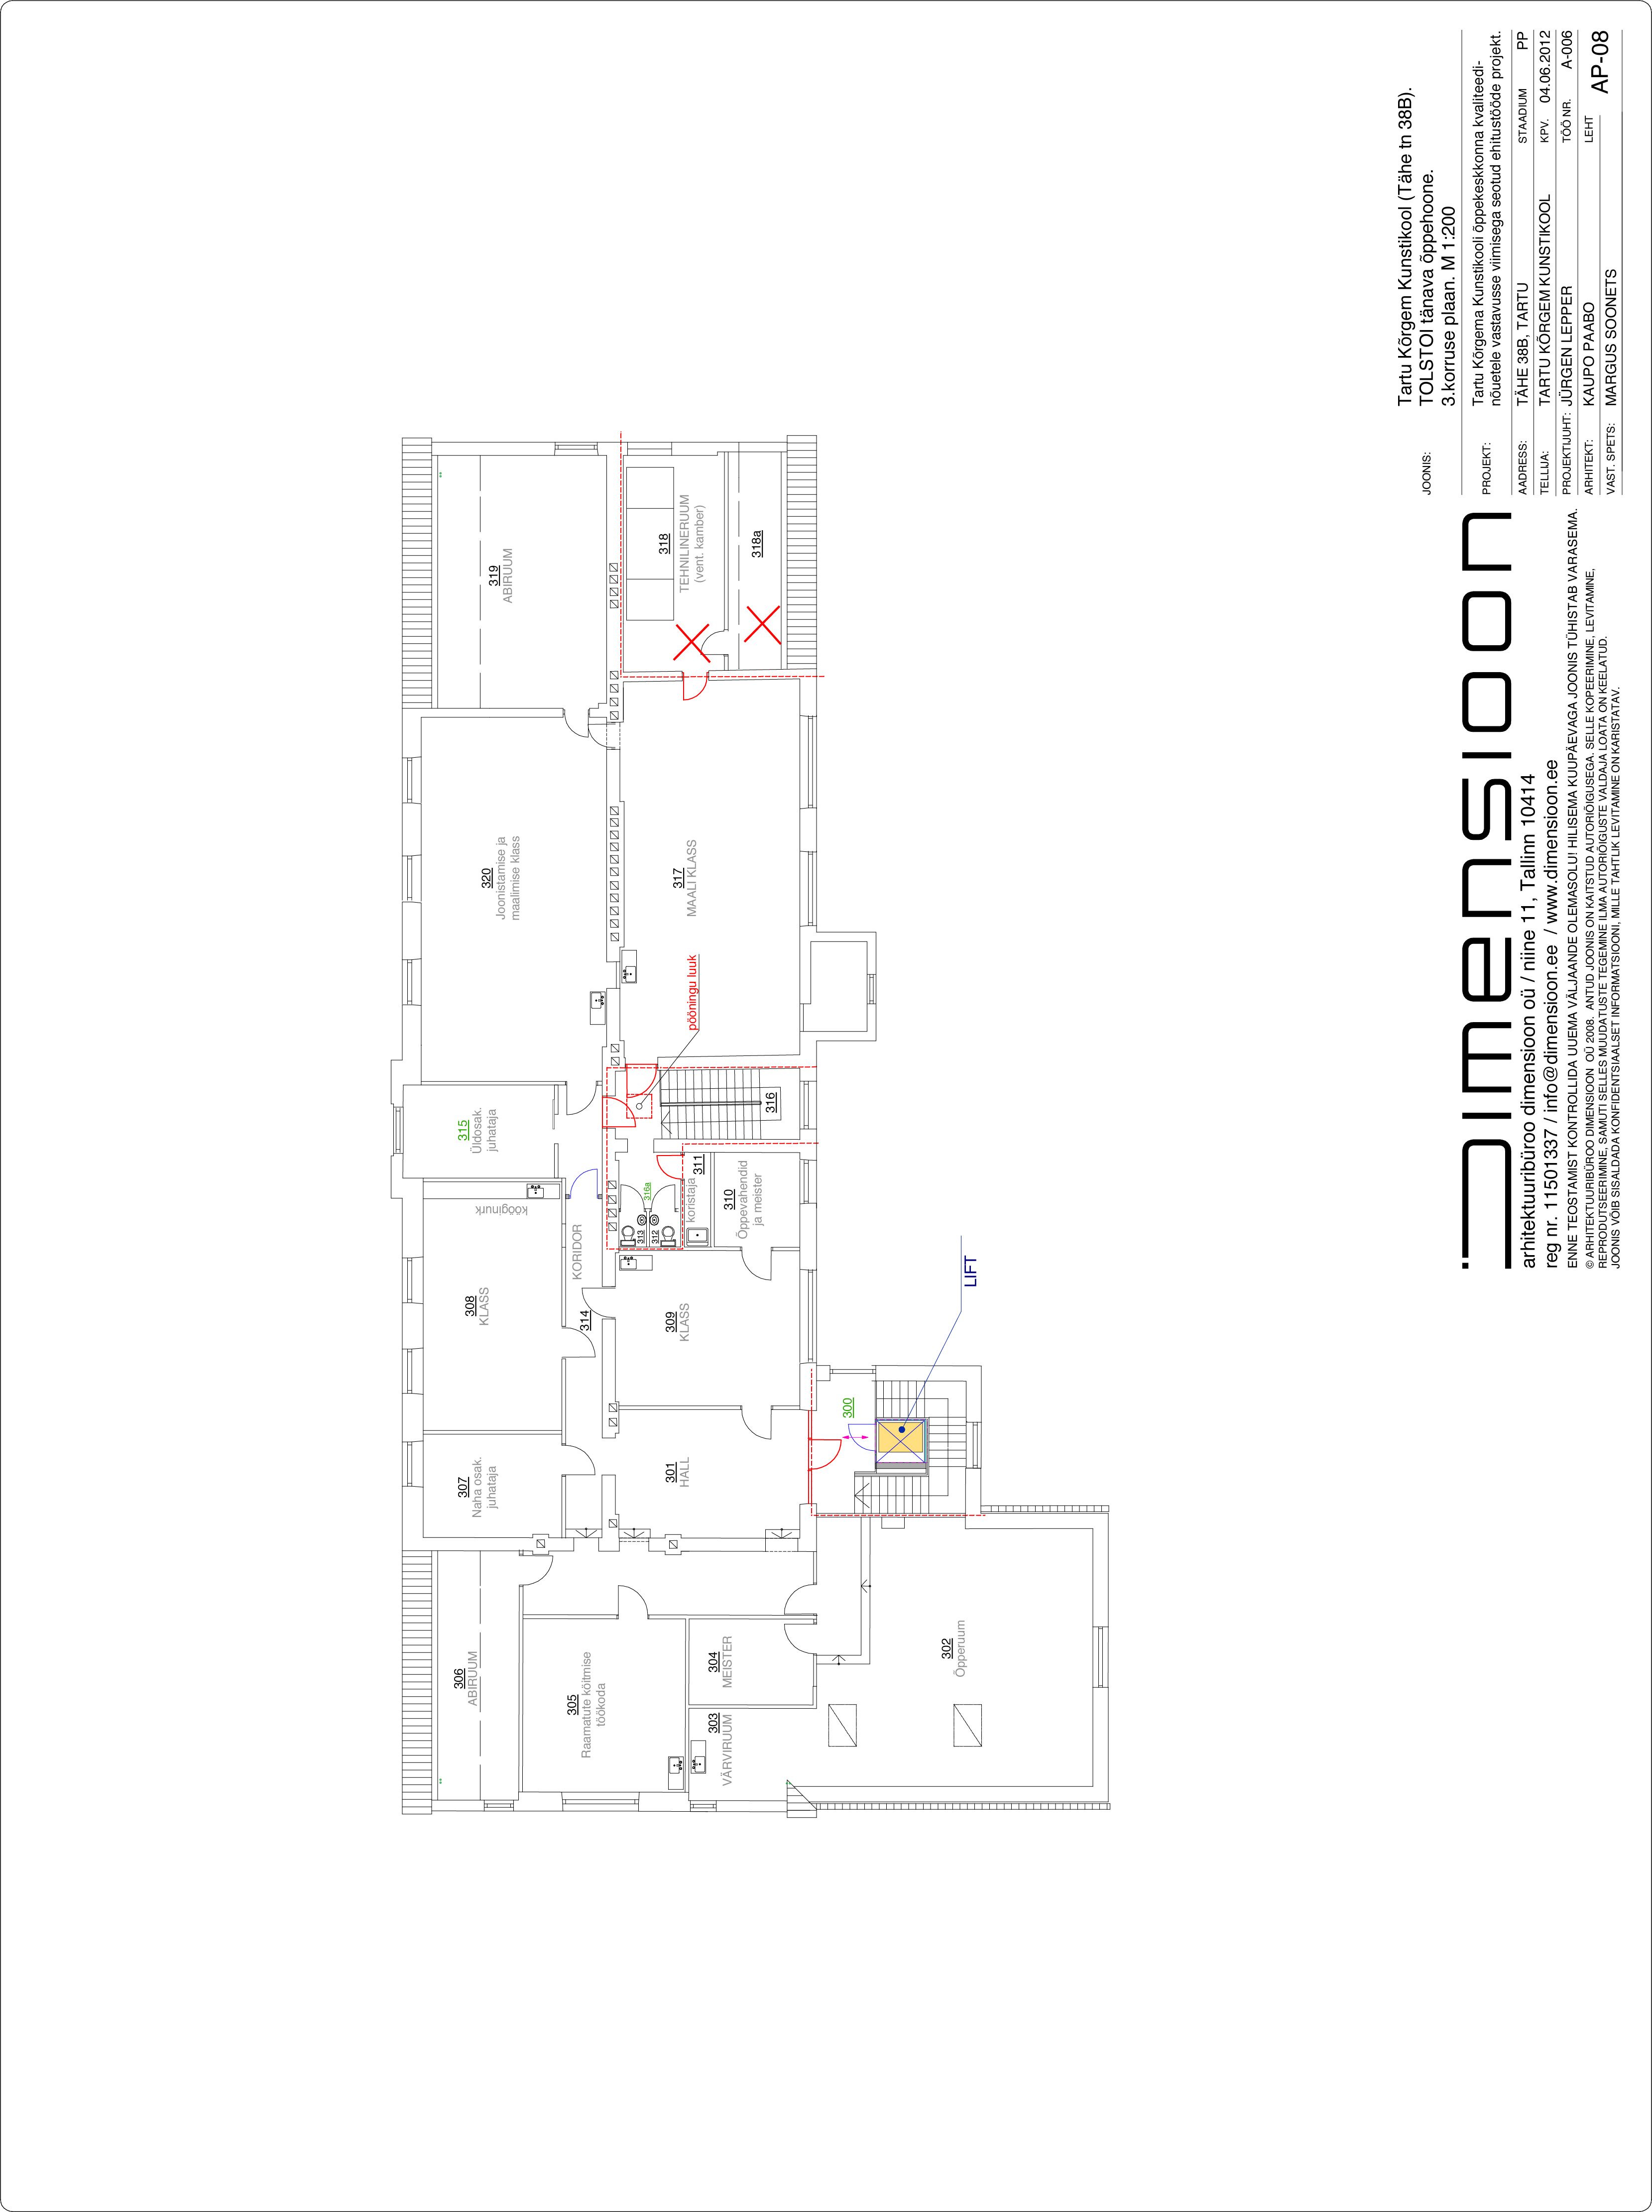 306
ABIRUUM
307
Naha osak.
juhataja
308
KLASS
kööginurk
315
Üldosak.
juhataja
320
Joonistamise ja
maalimise klass
319
ABIRUUM
305
Raamatute köitmise
töökoda
314
KORIDOR
313
312
316a
koristaja
311
301
HALL
309
KLASS
310
Õppevahendid
ja meister
316
pööningu luuk
317
MAALI KLASS
318
TEHNILINERUUM
(vent. kamber)
318a
303
VÄRVIRUUM
304
MEISTER
300
302
Õpperuum
LIFT
DIMENSIOON
arhitektuuribüroo dimensioon oü / niine 11, Tallinn 10414
reg nr. 11501337 / info@dimensioon.ee / www.dimensioon.ee
ENNE TEOSTAMIST KONTROLLIDA UUEMA VÄLJAANDE OLEMASOLU! HILISEMA KUUPÄEVAGA JOONIS TÜHISTAB VARASEMA.
© ARHITEKTUURIBÜROO DIMENSIOON OÜ 2008. ANTUD JOONIS ON KAITSTUD AUTORIÕIGUSEGA. SELLE KOPEERIMINE, LEVITAMINE,
REPRODUTSEERIMINE, SAMUTI SELLES MUUDATUSTE TEGEMINE ILMA AUTORIÕIGUSTE VALDAJA LOATA ON KEELATUD.
JOONIS VÕIB SISALDADA KONFIDENTSIAALSET INFORMATSIOONI, MILLE TAHTLIK LEVITAMINE ON KARISTATAV.
JOONIS:
Tartu Kõrgem Kunstikool (Tähe tn 38B).
TOLSTOI tänava õppehoone.
3.korruse plaan. M 1:200
PROJEKT:
Tartu Kõrgema Kunstikooli õppekeskkonna kvaliteedi-
nõuetele vastavusse viimisega seotud ehitustööde projekt.
AADRESS: TÄHE 38B, TARTU STAADIUM PP
TELLIJA: TARTU KÕRGEM KUNSTIKOOL KPV. 04.06.2012
PROJEKTIJUHT: JÜRGEN LEPPER TÖÖ NR. A-006
ARHITEKT: KAUPO PAABO LEHT
AP-08
VAST. SPETS: MARGUS SOONETS